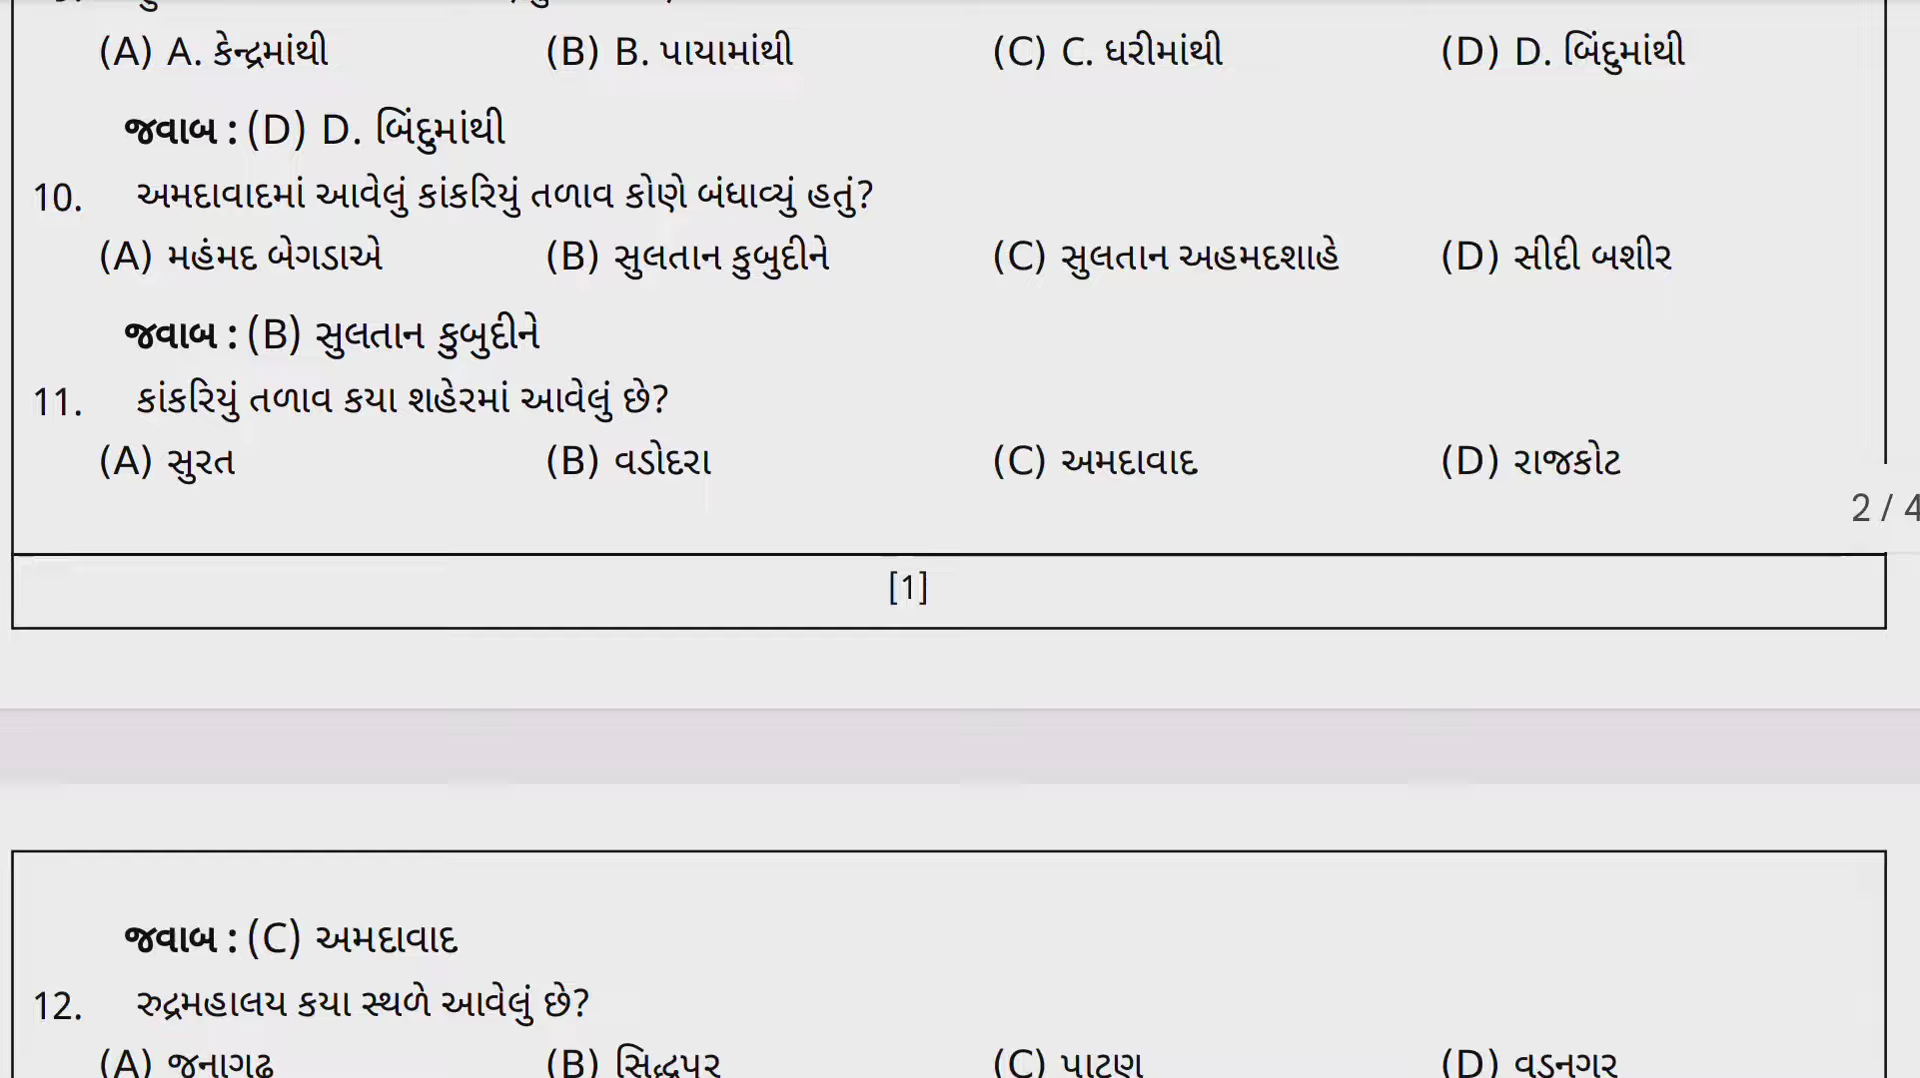 (A) A. કેન્દ્રમાંથી (B) B. પાયામાંથી (C) C. ધરીમાંથી (D) D. બિંદુમાંથી
જવાબ : (D) D. બિંદુમાંથી
10. અમદાવાદમાં આવેલું કાંકરિયું તળાવ કોણે બંધાવ્યું હતું?
(A) મહંમદ બેગડાએ (B) સુલતાન કુબુદીને (C) સુલતાન અહમદશાહે (D) સીદી બશીર
જવાબ : (B) સુલતાન કુબુદીને
11. કાંકરિયું તળાવ કયા શહેરમાં આવેલું છે?
(A) સુરત (B) વડોદરા (C) અમદાવાદ (D) રાજકોટ
2 / 4
[1]
જવાબ : (C) અમદાવાદ
12. રુદ્રમહાલય કયા સ્થળે આવેલું છે?
(A) જૂનાગઢ (B) સિદ્ધપુર (C) પાટણ (D) વડનગર